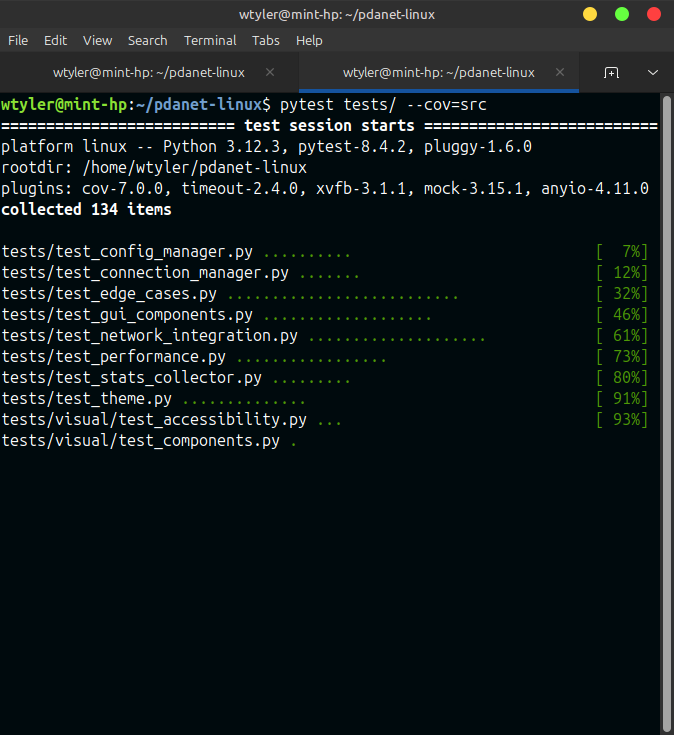 wtyler@mint-hp: ~/pdanet-linux
File Edit View Search Terminal Tabs Help
wtyler@mint-hp: ~/pdanet-linux × wtyler@mint-hp: ~/pdanet-linux ×
wtyler@mint-hp:~/pdanet-linux$ pytest tests/ --cov=src
========================== test session starts ==========================
platform linux -- Python 3.12.3, pytest-8.4.2, pluggy-1.6.0
rootdir: /home/wtyler/pdanet-linux
plugins: cov-7.0.0, timeout-2.4.0, xvfb-3.1.1, mock-3.15.1, anyio-4.11.0
collected 134 items
tests/test_config_manager.py .......... [  7%]
tests/test_connection_manager.py ....... [ 12%]
tests/test_edge_cases.py .......................... [ 32%]
tests/test_gui_components.py ................... [ 46%]
tests/test_network_integration.py .................... [ 61%]
tests/test_performance.py ................. [ 73%]
tests/test_stats_collector.py ......... [ 80%]
tests/test_theme.py .............. [ 91%]
tests/visual/test_accessibility.py ... [ 93%]
tests/visual/test_components.py .